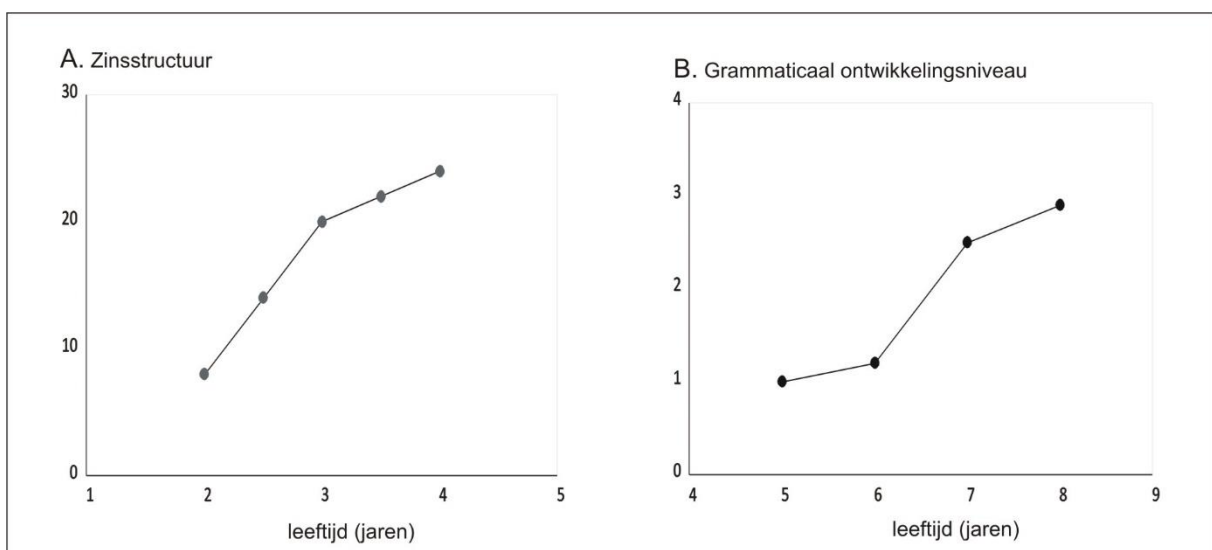 A. Zinsstructuur
30
20
10
0
1 2 3 4 5
leeftijd (jaren)
B. Grammaticaal ontwikkelingsniveau
4
3
2
1
0
4 5 6 7 8 9
leeftijd (jaren)